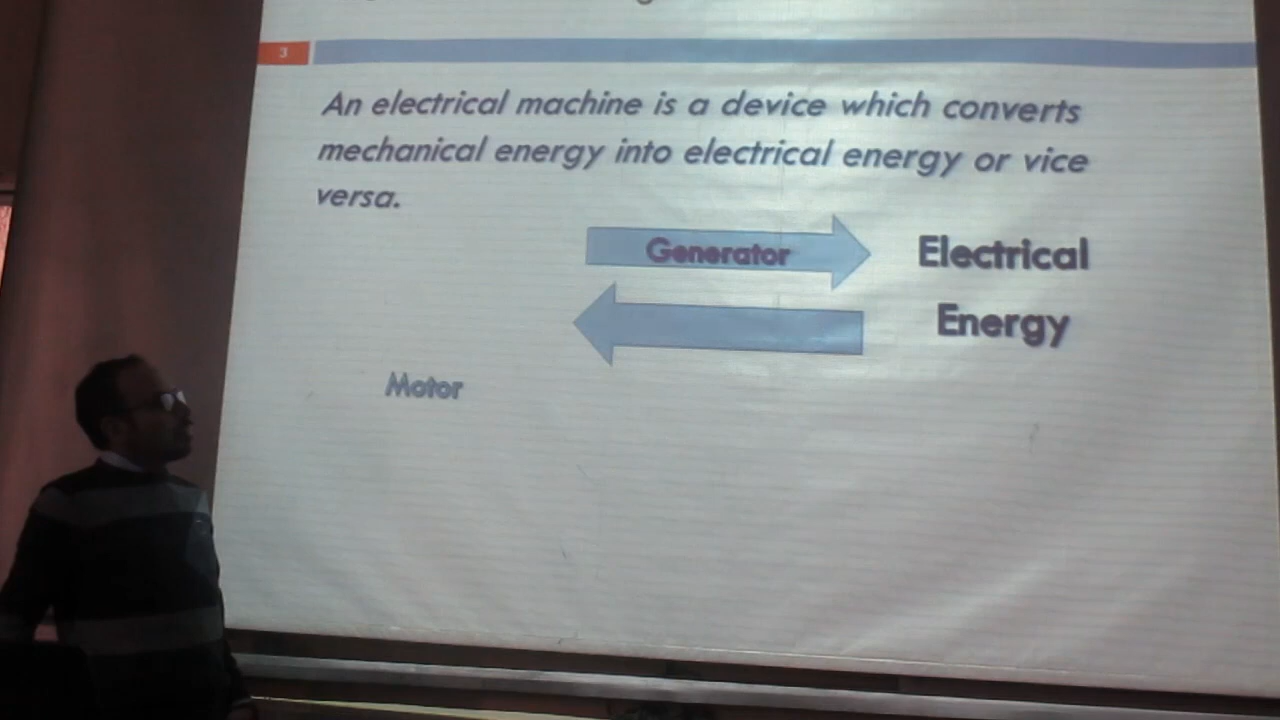 3
An electrical machine is a device which converts
mechanical energy into electrical energy or vice
versa.
Generator
Electrical
Energy
Motor